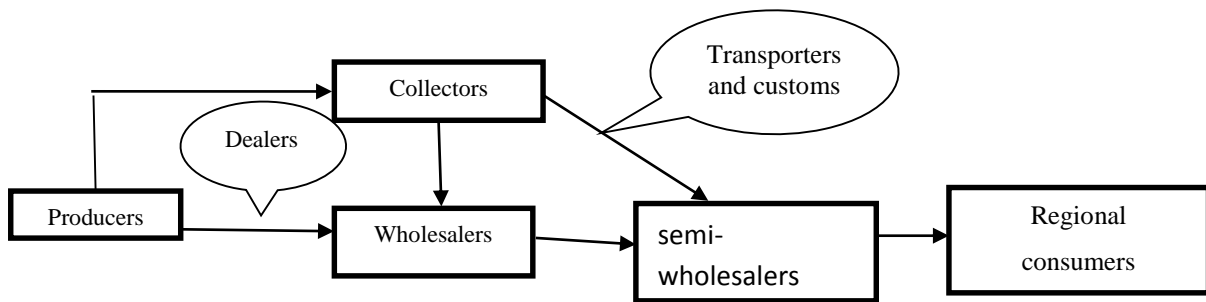 Transporters
and customs
Collectors
Dealers
Producers
Wholesalers
semi-
wholesalers
Regional
consumers